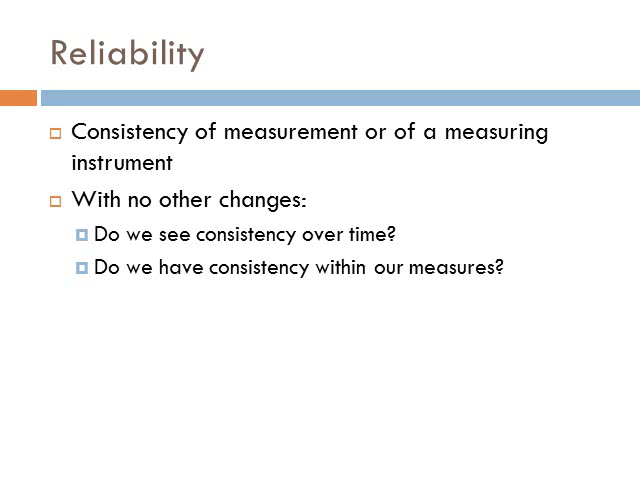 Reliability
Consistency of measurement or of a measuring
instrument
With no other changes:
Do we see consistency over time?
Do we have consistency within our measures?